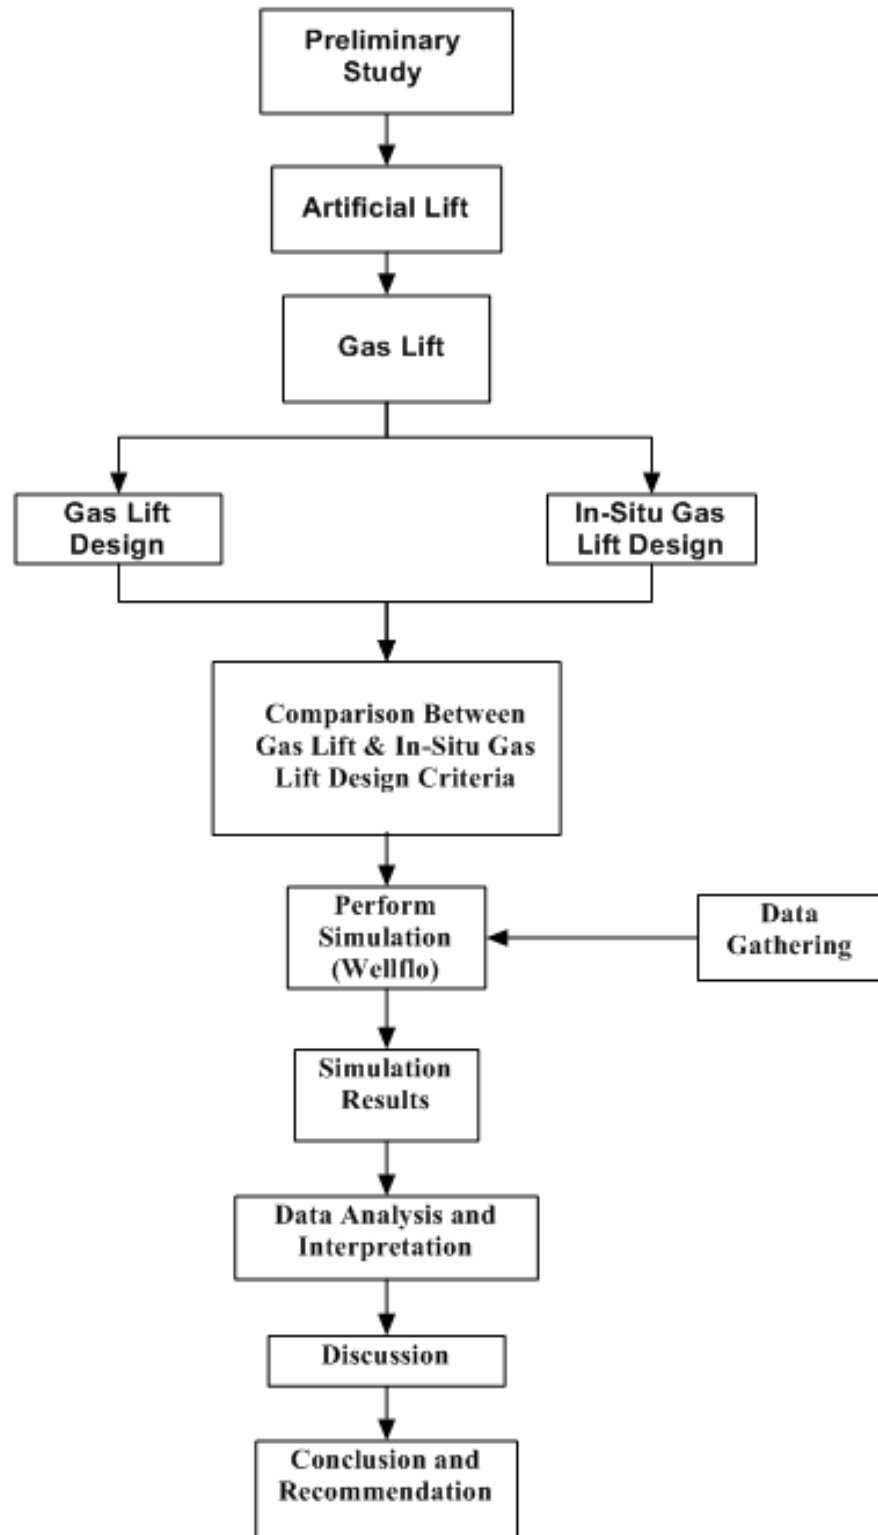 Preliminary
Study
Artificial Lift
Gas Lift
Gas Lift
Design
In-Situ Gas
Lift Design
Comparison Between
Gas Lift & In-Situ Gas
Lift Design Criteria
Perform
Simulation
(Wellflo)
Data
Gathering
Simulation
Results
Data Analysis and
Interpretation
Discussion
Conclusion and
Recommendation